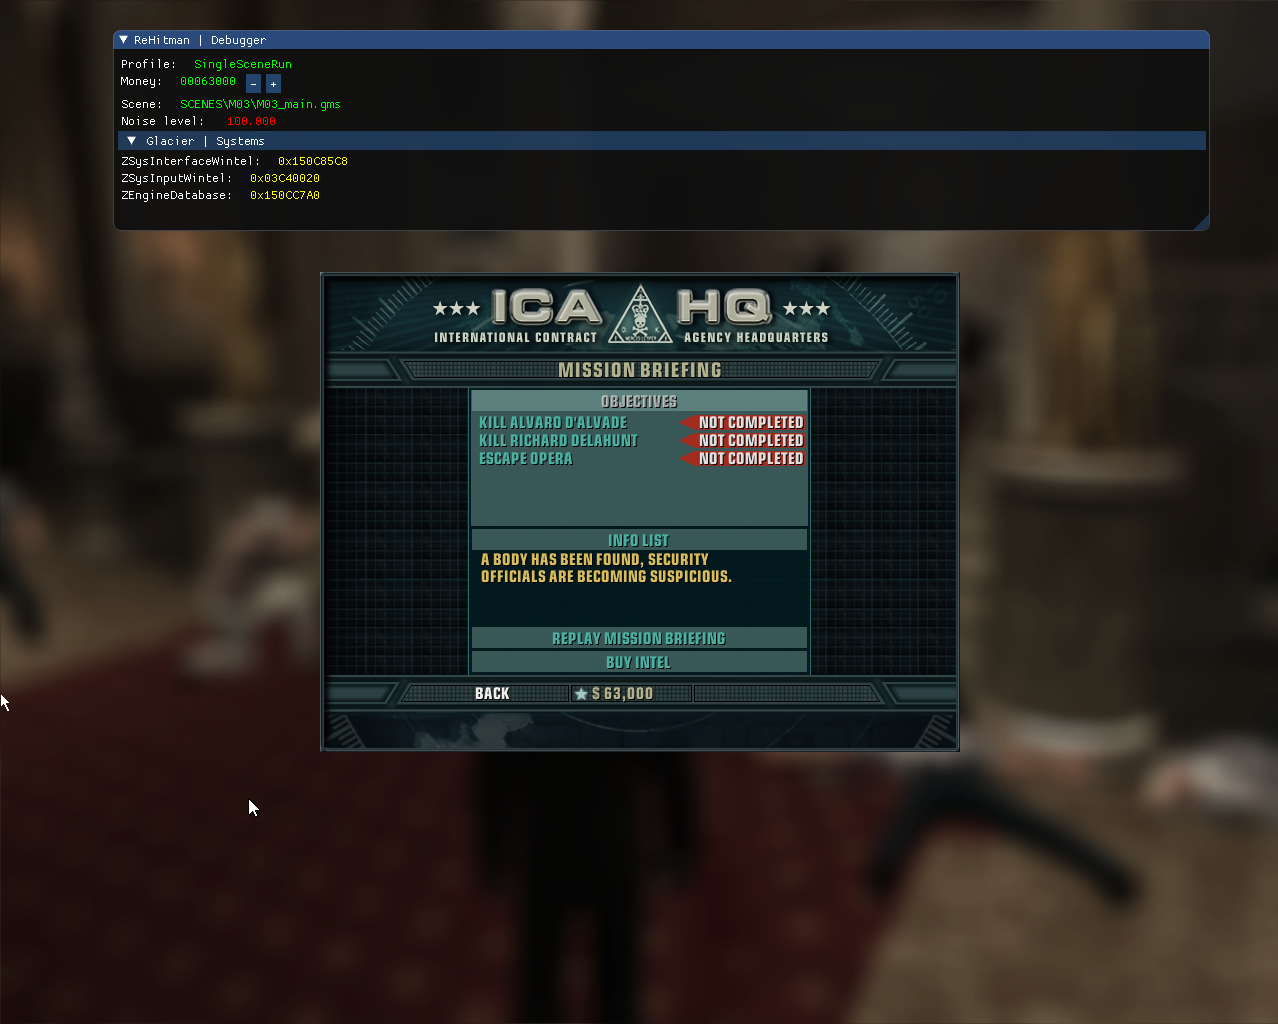 ReHitman | Debugger
Profile: SingleSceneRun
Money: 00063000 - +
Scene: SCENES\M03\M03_main.gms
Noise level: 100.000
Glacier | Systems
ZSysInterfaceWintel: 0x150C85C8
ZSysInputWintel: 0x03C40020
ZEngineDatabase: 0x150CC7A0
ICA HQ
INTERNATIONAL CONTRACT AGENCY HEADQUARTERS
MISSION BRIEFING
OBJECTIVES
KILL ALVARO D'ALVADE NOT COMPLETED
KILL RICHARD DELAHUNT NOT COMPLETED
ESCAPE OPERA NOT COMPLETED
INFO LIST
A BODY HAS BEEN FOUND, SECURITY
OFFICIALS ARE BECOMING SUSPICIOUS.
REPLAY MISSION BRIEFING
BUY INTEL
BACK $ 63,000